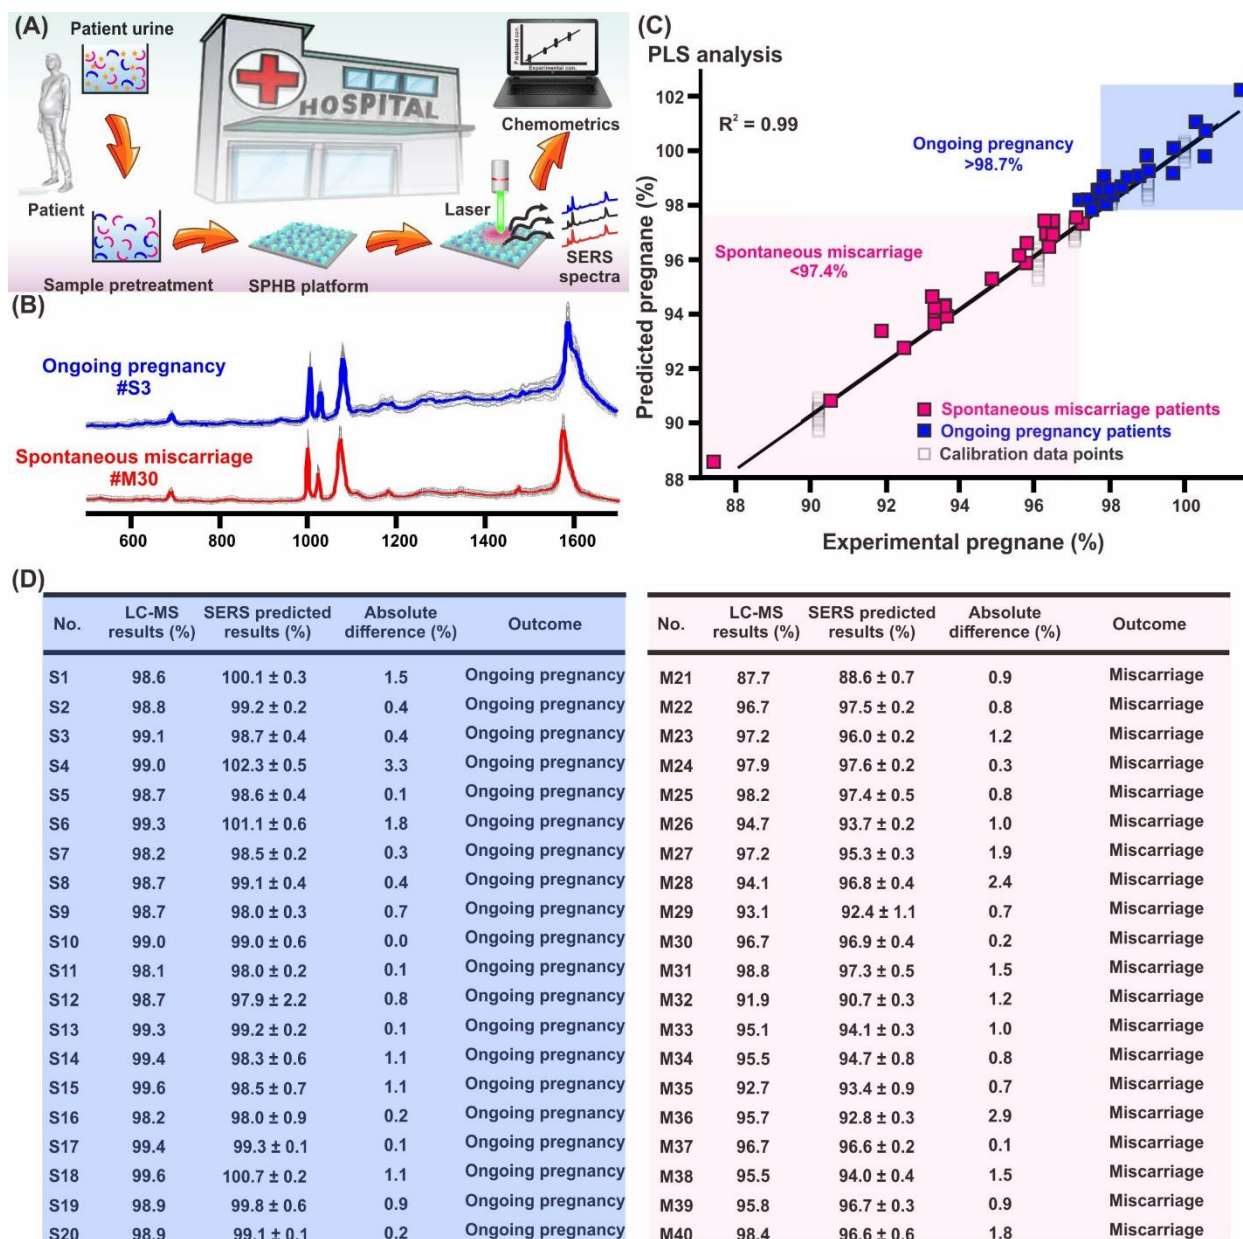 (A)
Patient urine
HOSPITAL
Predicted con.
Experimental con.
Chemometrics
Patient
Laser
Sample pretreatment
SPHB platform
SERS
spectra
(B)
Ongoing pregnancy
#S3
Spontaneous miscarriage
#M30
600 800 1000 1200 1400 1600
(C)
PLS analysis
R² = 0.99
Ongoing pregnancy
>98.7%
Spontaneous miscarriage
<97.4%
Predicted pregnane (%)
102
100
98
96
94
92
90
88
Spontaneous miscarriage patients
Ongoing pregnancy patients
Calibration data points
88 90 92 94 96 98 100
Experimental pregnane (%)
(D)
No. LC-MS results (%) SERS predicted results (%) Absolute difference (%) Outcome
S1 98.6 100.1 ± 0.3 1.5 Ongoing pregnancy
S2 98.8 99.2 ± 0.2 0.4 Ongoing pregnancy
S3 99.1 98.7 ± 0.4 0.4 Ongoing pregnancy
S4 99.0 102.3 ± 0.5 3.3 Ongoing pregnancy
S5 98.7 98.6 ± 0.4 0.1 Ongoing pregnancy
S6 99.3 101.1 ± 0.6 1.8 Ongoing pregnancy
S7 98.2 98.5 ± 0.2 0.3 Ongoing pregnancy
S8 98.7 99.1 ± 0.4 0.4 Ongoing pregnancy
S9 98.7 98.0 ± 0.3 0.7 Ongoing pregnancy
S10 99.0 99.0 ± 0.6 0.0 Ongoing pregnancy
S11 98.1 98.0 ± 0.2 0.1 Ongoing pregnancy
S12 98.7 97.9 ± 2.2 0.8 Ongoing pregnancy
S13 99.3 99.2 ± 0.2 0.1 Ongoing pregnancy
S14 99.4 98.3 ± 0.6 1.1 Ongoing pregnancy
S15 99.6 98.5 ± 0.7 1.1 Ongoing pregnancy
S16 98.2 98.0 ± 0.9 0.2 Ongoing pregnancy
S17 99.4 99.3 ± 0.1 0.1 Ongoing pregnancy
S18 99.6 100.7 ± 0.2 1.1 Ongoing pregnancy
S19 98.9 99.8 ± 0.6 0.9 Ongoing pregnancy
S20 98.9 99.1 ± 0.1 0.2 Ongoing pregnancy
No. LC-MS results (%) SERS predicted results (%) Absolute difference (%) Outcome
M21 87.7 88.6 ± 0.7 0.9 Miscarriage
M22 96.7 97.5 ± 0.2 0.8 Miscarriage
M23 97.2 96.0 ± 0.2 1.2 Miscarriage
M24 97.9 97.6 ± 0.2 0.3 Miscarriage
M25 98.2 97.4 ± 0.5 0.8 Miscarriage
M26 94.7 93.7 ± 0.2 1.0 Miscarriage
M27 97.2 95.3 ± 0.3 1.9 Miscarriage
M28 94.1 96.8 ± 0.4 2.4 Miscarriage
M29 93.1 92.4 ± 1.1 0.7 Miscarriage
M30 96.7 96.9 ± 0.4 0.2 Miscarriage
M31 98.8 97.3 ± 0.5 1.5 Miscarriage
M32 91.9 90.7 ± 0.3 1.2 Miscarriage
M33 95.1 94.1 ± 0.3 1.0 Miscarriage
M34 95.5 94.7 ± 0.8 0.8 Miscarriage
M35 92.7 93.4 ± 0.9 0.7 Miscarriage
M36 95.7 92.8 ± 0.3 2.9 Miscarriage
M37 96.7 96.6 ± 0.2 0.1 Miscarriage
M38 95.5 94.0 ± 0.4 1.5 Miscarriage
M39 95.8 96.7 ± 0.3 0.9 Miscarriage
M40 98.4 96.6 ± 0.6 1.8 Miscarriage